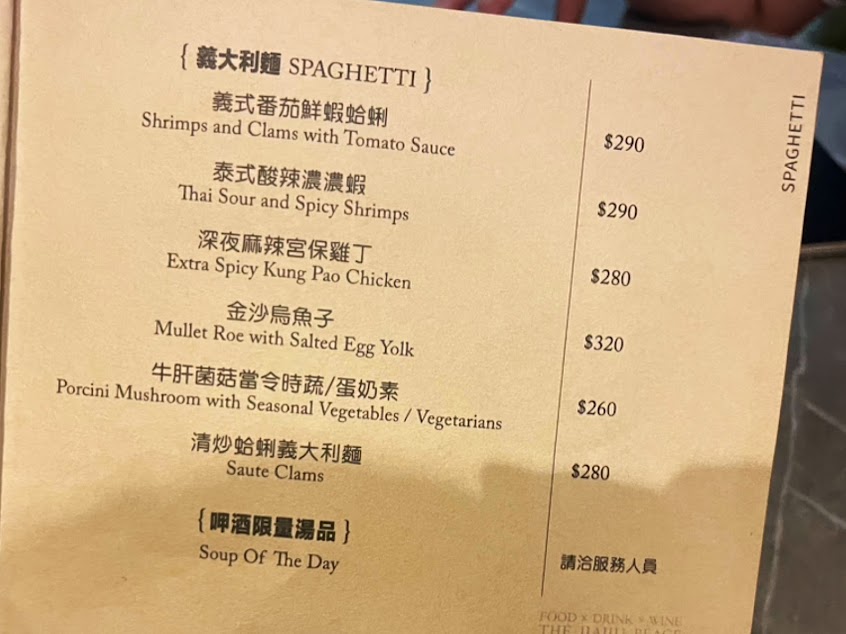 { 義大利麵 SPAGHETTI }
義式番茄鮮蝦蛤蜊
Shrimps and Clams with Tomato Sauce $290
泰式酸辣濃濃蝦
Thai Sour and Spicy Shrimps $290
深夜麻辣宮保雞丁
Extra Spicy Kung Pao Chicken $280
金沙烏魚子
Mullet Roe with Salted Egg Yolk $320
牛肝菌菇當令時蔬/蛋奶素
Porcini Mushroom with Seasonal Vegetables / Vegetarians $260
清炒蛤蜊義大利麵
Saute Clams $280
{ 呷酒限量湯品 }
Soup Of The Day 請洽服務人員
SPAGHETTI
FOOD × DRINK × WINE
THE